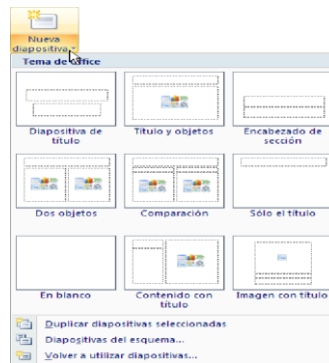 Nueva
diapositiva
Tema de Office
Diapositiva de
título
Título y objetos
Encabezado de
sección
Dos objetos
Comparación
Sólo el título
En blanco
Contenido con
título
Imagen con título
Duplicar diapositivas seleccionadas
Diapositivas del esquema...
Volver a utilizar diapositivas...